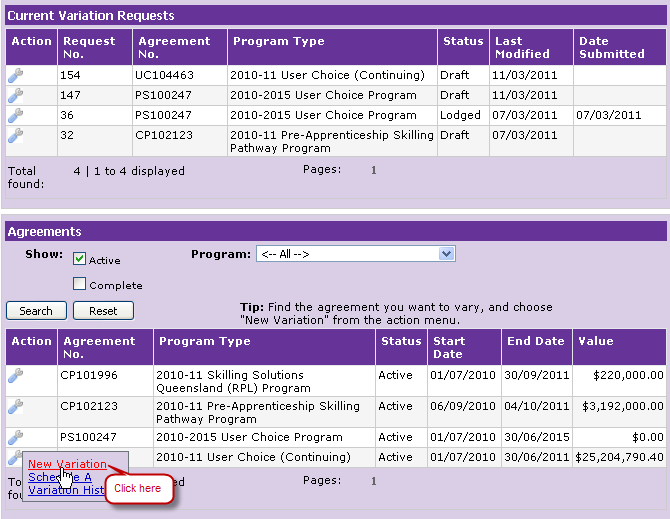 Current Variation Requests
Action Request No. Agreement No. Program Type Status Last Modified Date Submitted
154 UC104463 2010-11 User Choice (Continuing) Draft 11/03/2011
147 PS100247 2010-2015 User Choice Program Draft 11/03/2011
36 PS100247 2010-2015 User Choice Program Lodged 07/03/2011 07/03/2011
32 CP102123 2010-11 Pre-Apprenticeship Skilling Draft 07/03/2011
Pathway Program
Total found: 4 | 1 to 4 displayed Pages: 1
Agreements
Show: Active Program: <-- All -->
Complete
Search Reset Tip: Find the agreement you want to vary, and choose
"New Variation" from the action menu.
Action Agreement No. Program Type Status Start Date End Date Value
CP101996 2010-11 Skilling Solutions Active 01/07/2010 30/09/2011 $220,000.00
Queensland (RPL) Program
CP102123 2010-11 Pre-Apprenticeship Skilling Active 06/09/2010 04/10/2011 $3,192,000.00
Pathway Program
PS100247 2010-2015 User Choice Program Active 01/07/2010 30/06/2015 $0.00
New Variation 2010-11 User Choice (Continuing) Active 01/07/2010 30/06/2011 $25,204,790.40
Pages: 1
Variation Hist
Click here